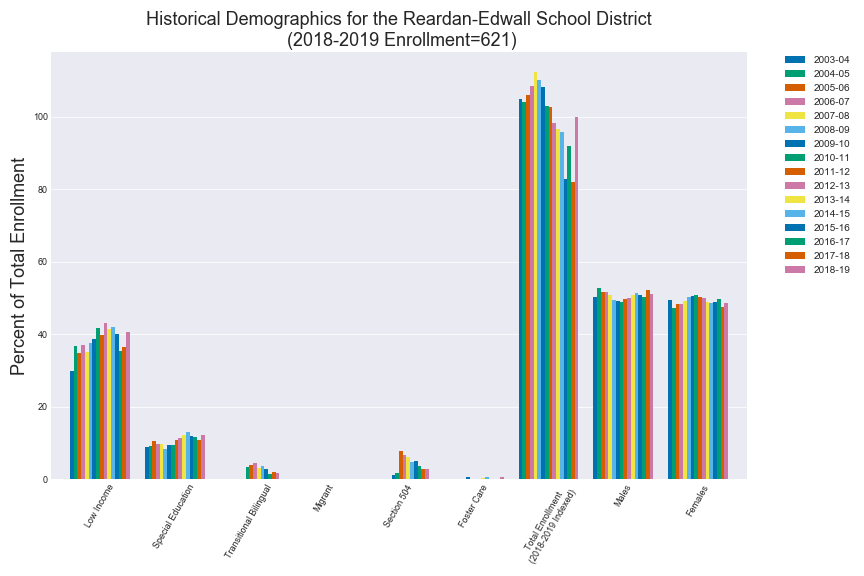 Historical Demographics for the Reardan-Edwall School District
(2018-2019 Enrollment=621)
Percent of Total Enrollment
100
80
60
40
20
0
Low Income
Special Education
Transitional Bilingual
Migrant
Section 504
Foster Care
Total Enrollment
(2018-2019 Indexed)
Males
Females
2003-04
2004-05
2005-06
2006-07
2007-08
2008-09
2009-10
2010-11
2011-12
2012-13
2013-14
2014-15
2015-16
2016-17
2017-18
2018-19